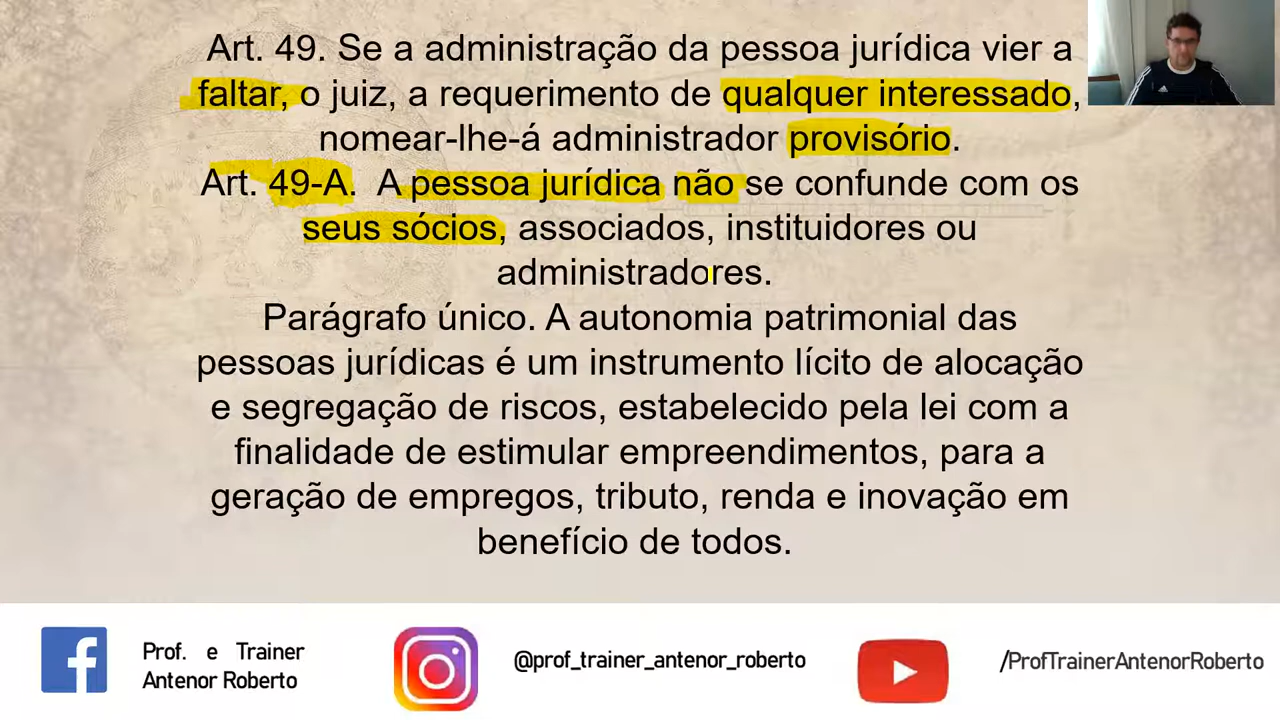 Art. 49. Se a administração da pessoa jurídica vier a
faltar, o juiz, a requerimento de qualquer interessado,
nomear-lhe-á administrador provisório.
Art. 49-A. A pessoa jurídica não se confunde com os
seus sócios, associados, instituidores ou
administradores.
Parágrafo único. A autonomia patrimonial das
pessoas jurídicas é um instrumento lícito de alocação
e segregação de riscos, estabelecido pela lei com a
finalidade de estimular empreendimentos, para a
geração de empregos, tributo, renda e inovação em
benefício de todos.
Prof. e Trainer
Antenor Roberto
@prof_trainer_antenor_roberto
/ProfTrainerAntenorRoberto